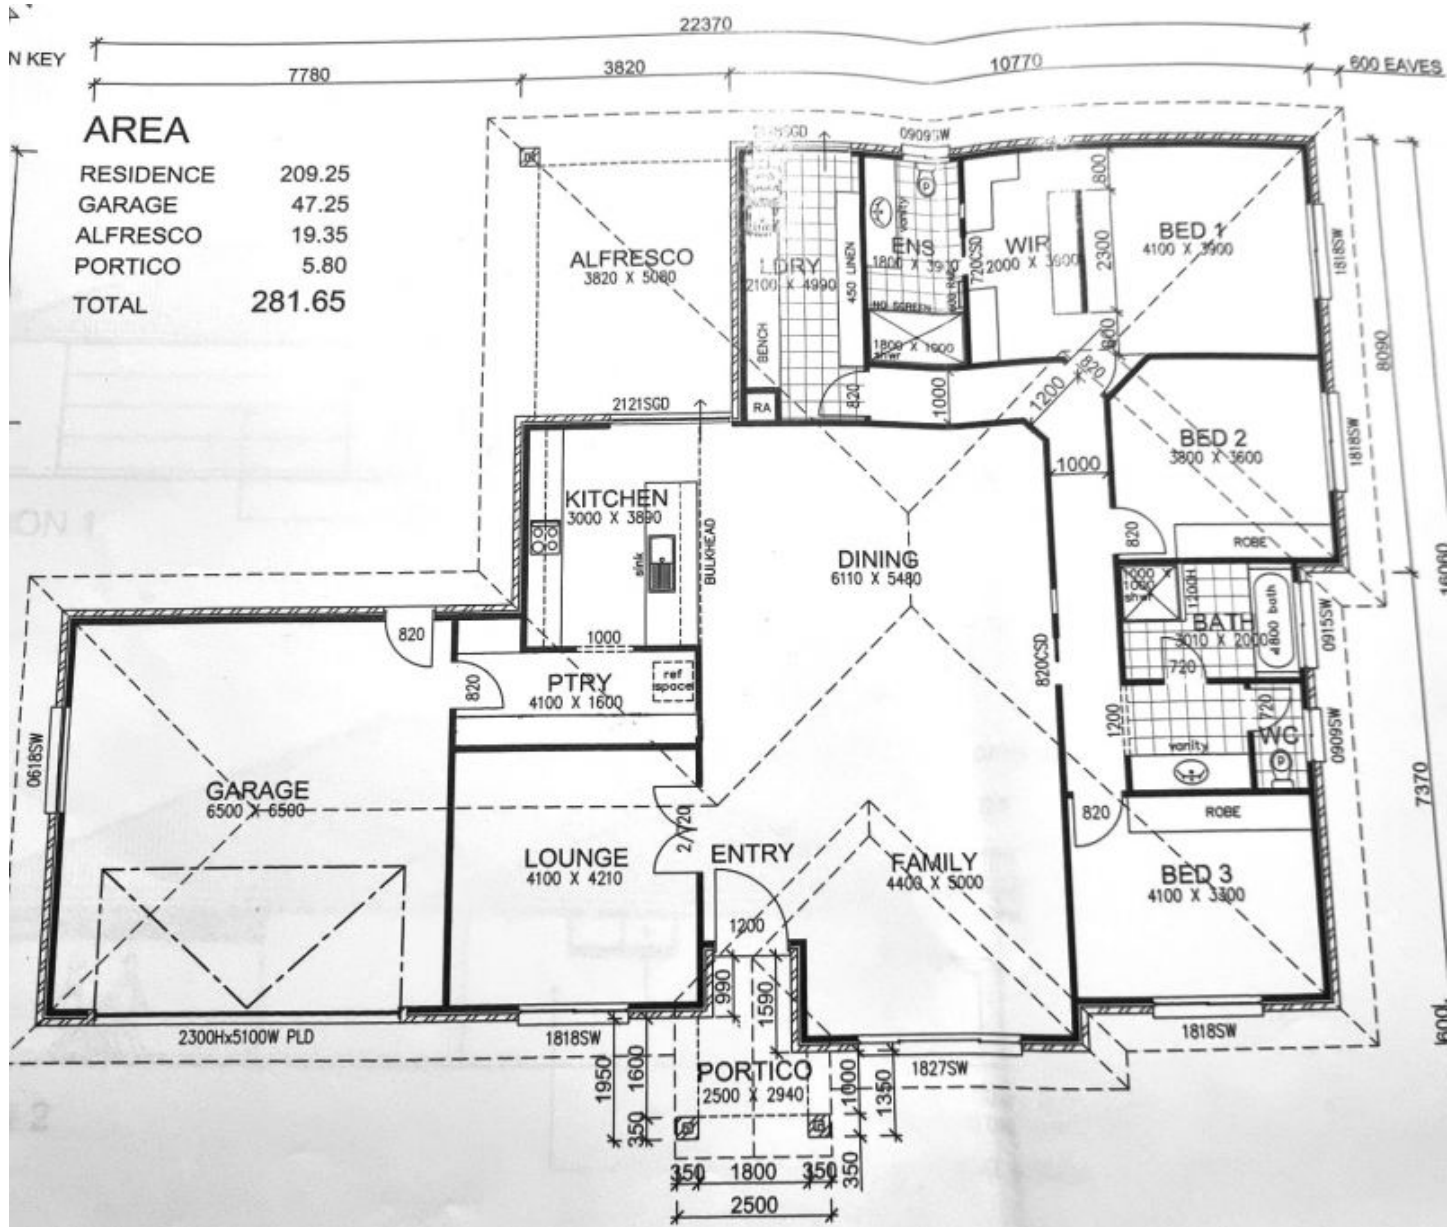 22370
N KEY
7780
3820
10770
600 EAVES
AREA
RESIDENCE 209.25
GARAGE 47.25
ALFRESCO 19.35
PORTICO 5.80
TOTAL 281.65
0909SW
ALFRESCO
3820 X 5080
LDRY
2100 X 4990
BENCH
450 LINEN
RA
820
ENS
1800 X 3910
vanity
NO SCREEN
1800 X 1000
shwr
720CSD
WIR
2000 X 3900
800
2300
BED 1
4100 X 3900
1818SW
8090
2121SGD
1000
1200
820
KITCHEN
3000 X 3890
sink
BULKHEAD
1000
DINING
6110 X 5480
1000
BED 2
3800 X 3600
1818SW
820
ROBE
16060
820
820
PTRY
4100 X 1600
ref
space
820CSD
1000 X
1000
shwr
1200H
BATH
3010 X 2000
1800 bath
0915SW
720
1200
vanity
720
WC
0909SW
7370
0618SW
GARAGE
6500 X 6500
LOUNGE
4100 X 4210
2/720
ENTRY
1200
FAMILY
4400 X 5000
820
ROBE
BED 3
4100 X 3300
2300Hx5100W PLD
1818SW
990
1590
1827SW
1818SW
600
PORTICO
2500 X 2940
1950
1600
350
1000
1350
350
350
1800
350
2500